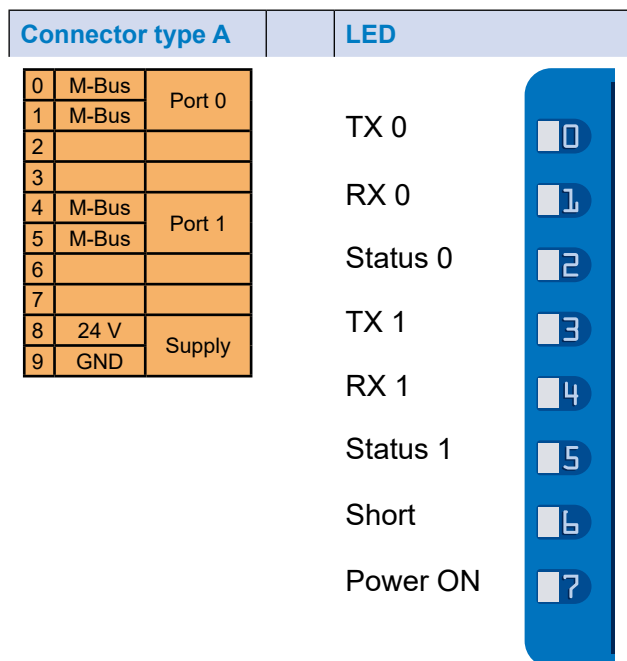 Connector type A LED
0 M-Bus Port 0
1 M-Bus
2
3
4 M-Bus Port 1
5 M-Bus
6
7
8 24 V Supply
9 GND
TX 0 0
RX 0 1
Status 0 2
TX 1 3
RX 1 4
Status 1 5
Short 6
Power ON 7